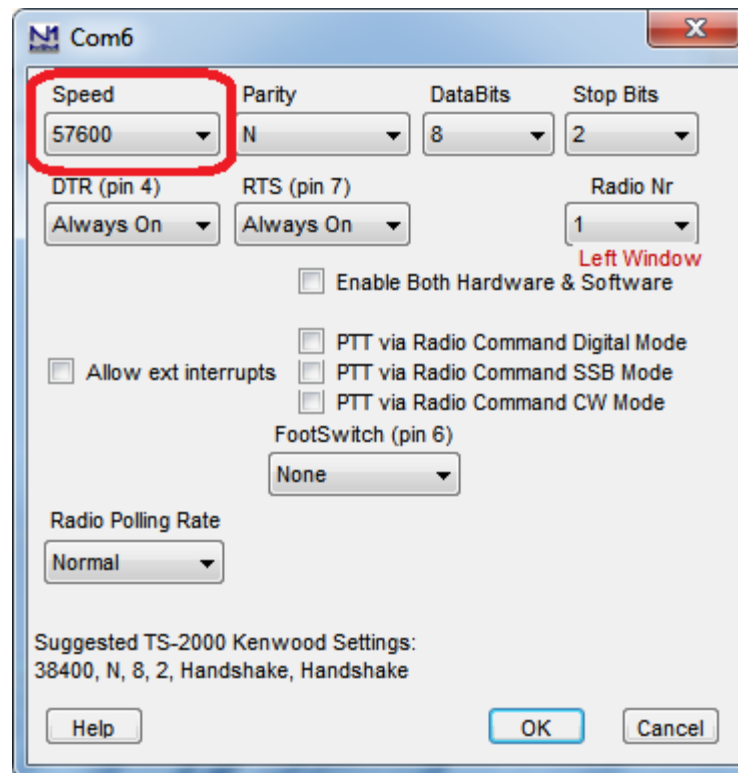 N1 Com6
Speed Parity DataBits Stop Bits
57600 N 8 2
DTR (pin 4) RTS (pin 7) Radio Nr
Always On Always On 1
Left Window
Enable Both Hardware & Software
PTT via Radio Command Digital Mode
Allow ext interrupts PTT via Radio Command SSB Mode
PTT via Radio Command CW Mode
FootSwitch (pin 6)
None
Radio Polling Rate
Normal
Suggested TS-2000 Kenwood Settings:
38400, N, 8, 2, Handshake, Handshake
Help OK Cancel